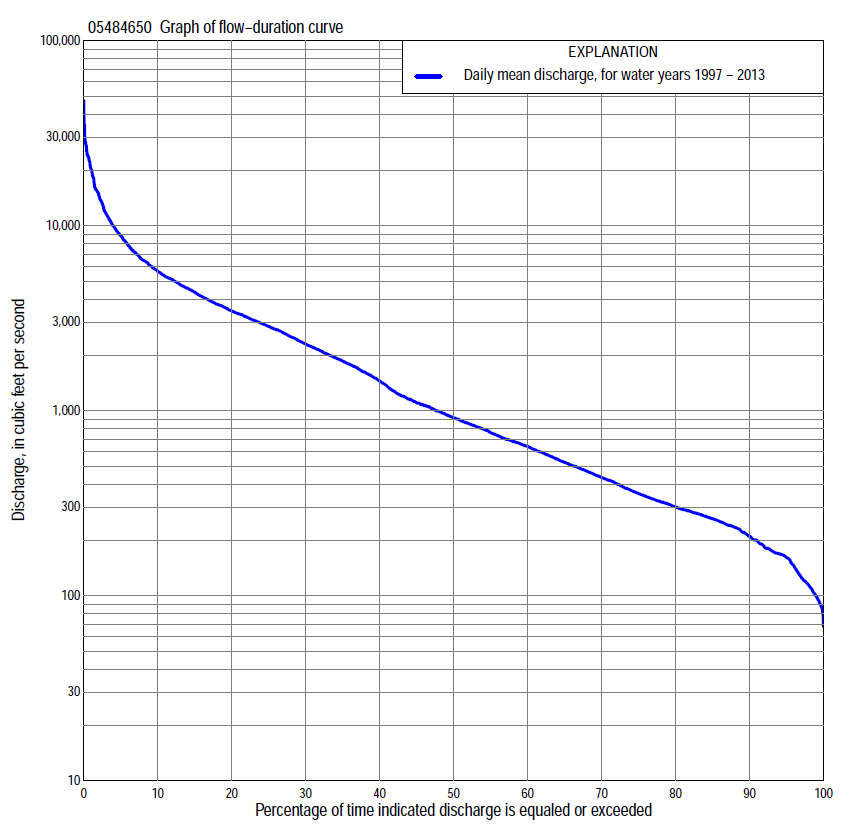 05484650 Graph of flow−duration curve
EXPLANATION
Daily mean discharge, for water years 1997 − 2013
Discharge, in cubic feet per second
100,000
30,000
10,000
3,000
1,000
300
100
30
10
0 10 20 30 40 50 60 70 80 90 100
Percentage of time indicated discharge is equaled or exceeded